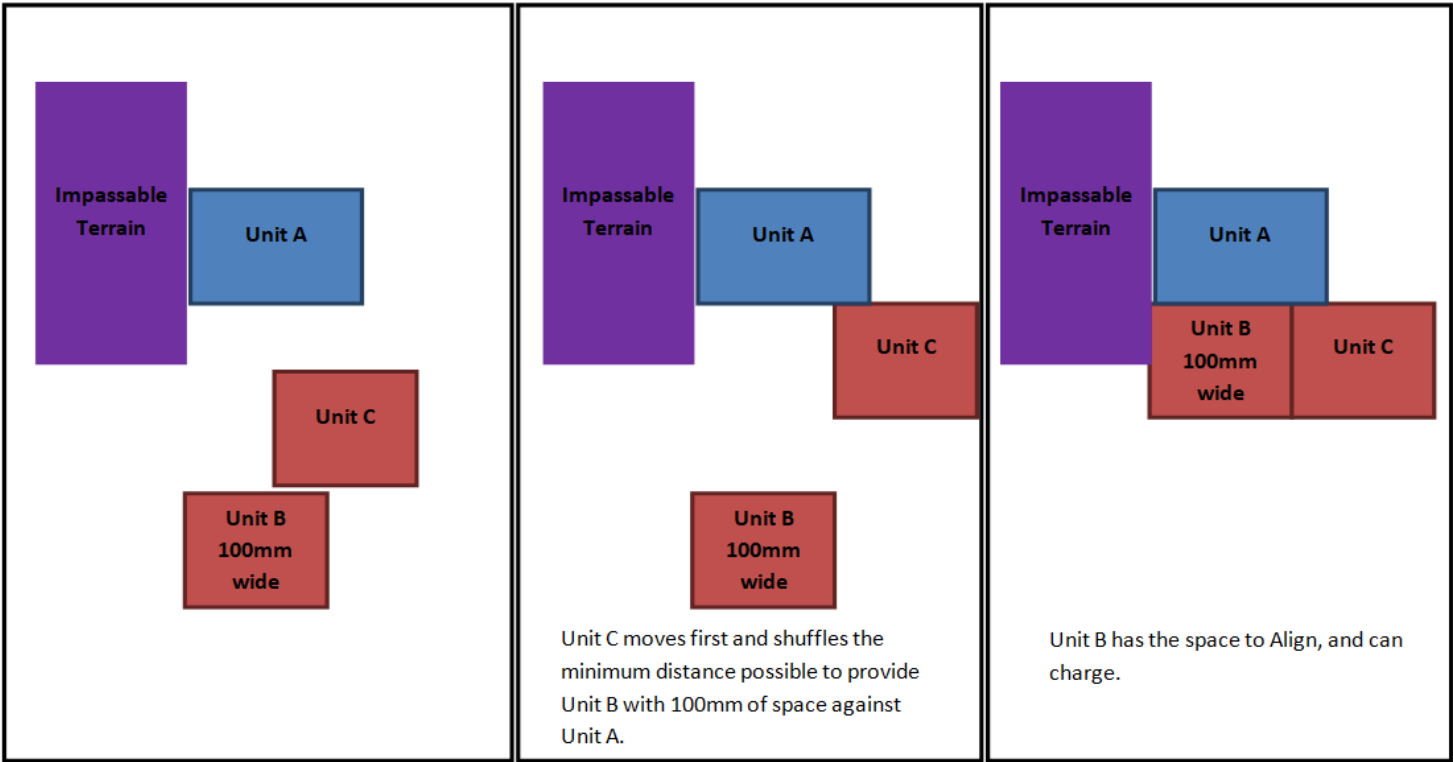 Impassable
Terrain
Unit A
Unit C
Unit B
100mm
wide
Impassable
Terrain
Unit A
Unit C
Unit B
100mm
wide
Unit C moves first and shuffles the
minimum distance possible to provide
Unit B with 100mm of space against
Unit A.
Impassable
Terrain
Unit A
Unit B
100mm
wide
Unit C
Unit B has the space to Align, and can
charge.